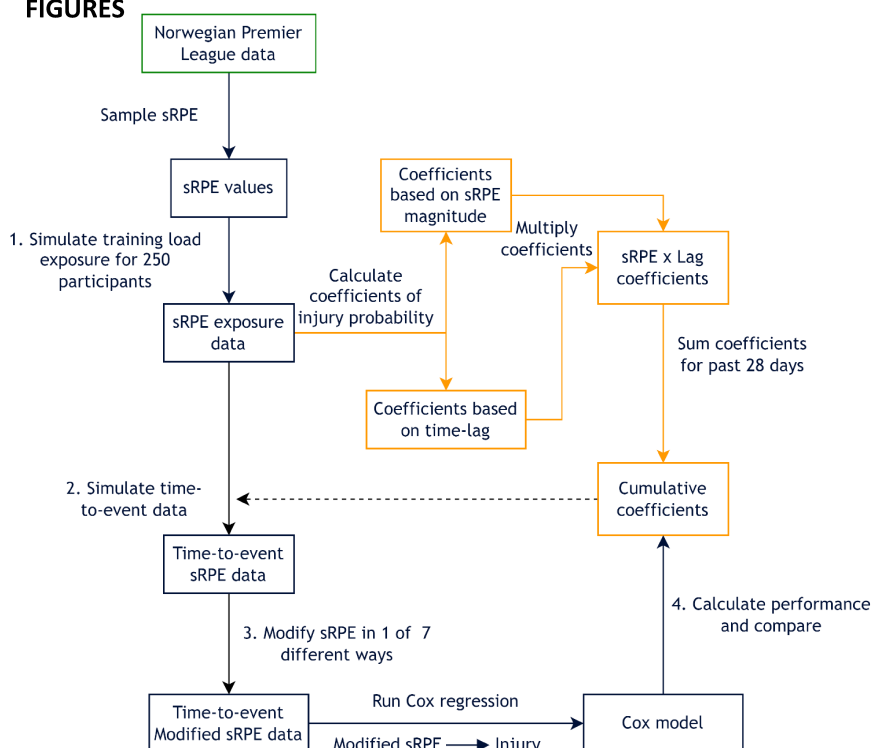 FIGURES
Norwegian Premier
League data
Sample sRPE
sRPE values
Coefficients
based on sRPE
magnitude
Multiply
coefficients
sRPE x Lag
coefficients
1. Simulate training load
exposure for 250
participants
Calculate
coefficients of
injury probability
sRPE exposure
data
Sum coefficients
for past 28 days
Coefficients based
on time-lag
2. Simulate time-
to-event data
Cumulative
coefficients
Time-to-event
sRPE data
3. Modify sRPE in 1 of 7
different ways
4. Calculate performance
and compare
Time-to-event
Modified sRPE data
Run Cox regression
Modified sRPE Injury
Cox model